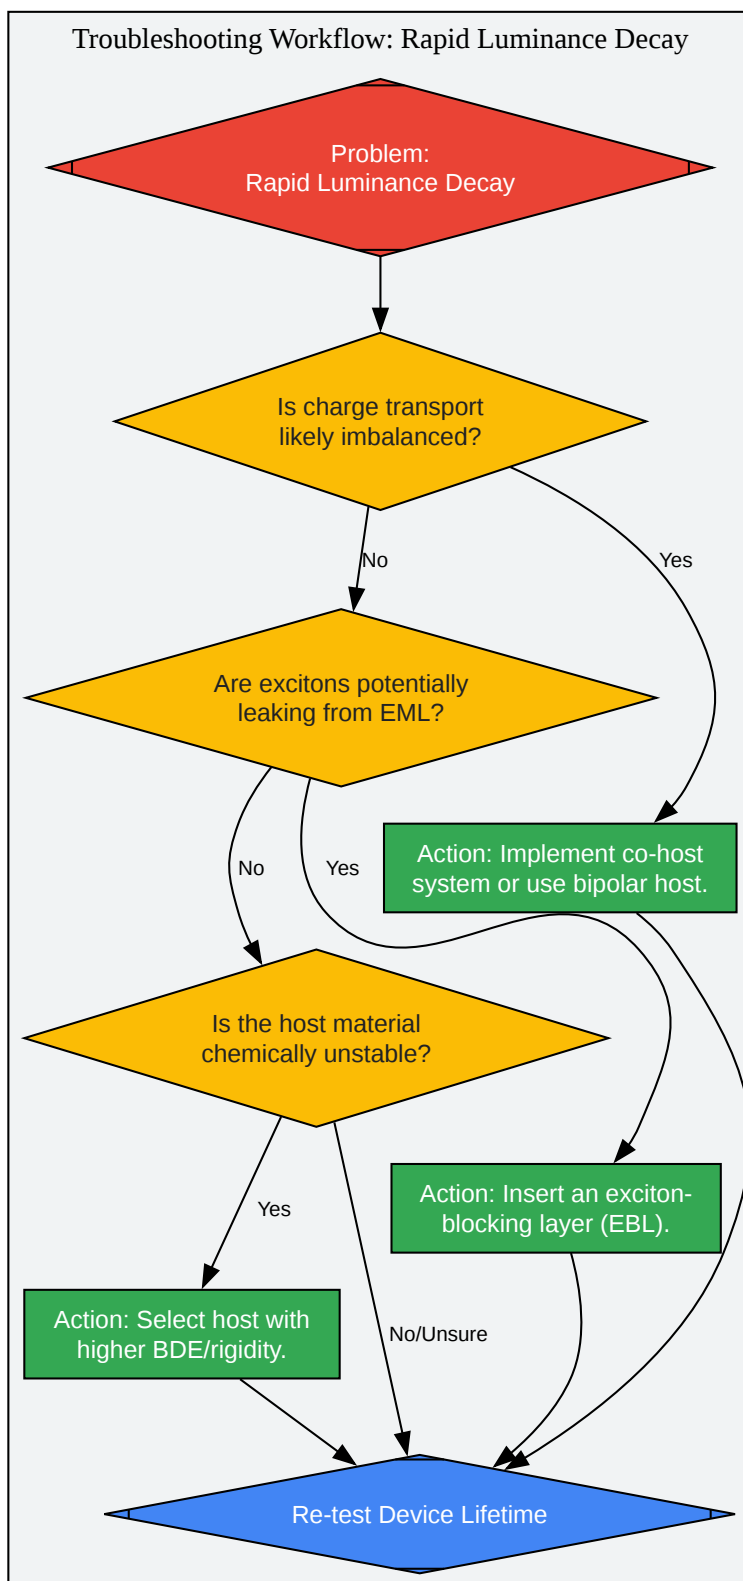 Troubleshooting Workflow: Rapid Luminance Decay
Problem:
Rapid Luminance Decay
Is charge transport
likely imbalanced?
No
Yes
Are excitons potentially
leaking from EML?
Action: Implement co-host
system or use bipolar host.
No
Yes
Is the host material
chemically unstable?
Action: Insert an exciton-
blocking layer (EBL).
Yes
Action: Select host with
higher BDE/rigidity.
No/Unsure
Re-test Device Lifetime